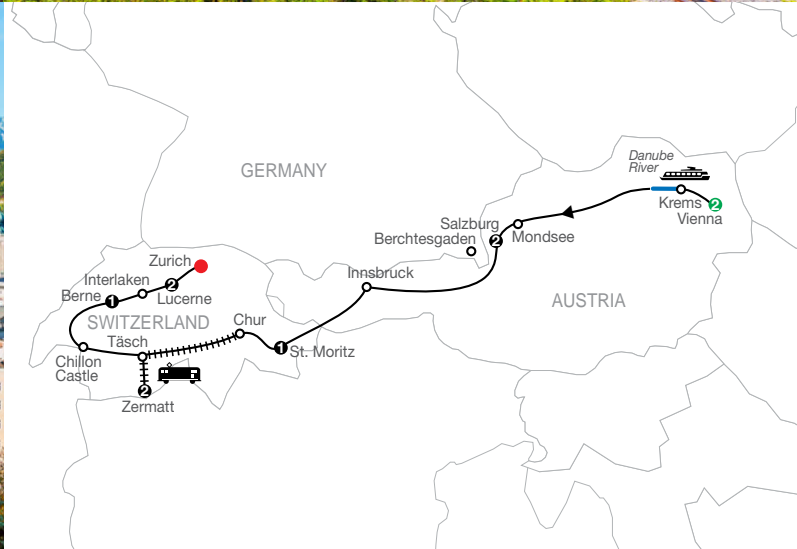 GERMANY
Danube
River
Krems
2
Vienna
Salzburg
2
Mondsee
Berchtesgaden
Innsbruck
AUSTRIA
Zurich
Interlaken
2
Berne
1
Lucerne
SWITZERLAND
Chur
Täsch
1
St. Moritz
Chillon
Castle
2
Zermatt